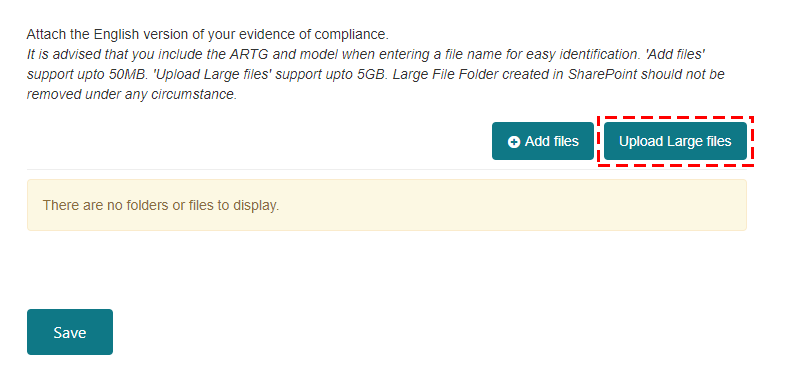 Attach the English version of your evidence of compliance.
It is advised that you include the ARTG and model when entering a file name for easy identification. 'Add files'
support upto 50MB. 'Upload Large files' support upto 5GB. Large File Folder created in SharePoint should not be
removed under any circumstance.
Add files
Upload Large files
There are no folders or files to display.
Save